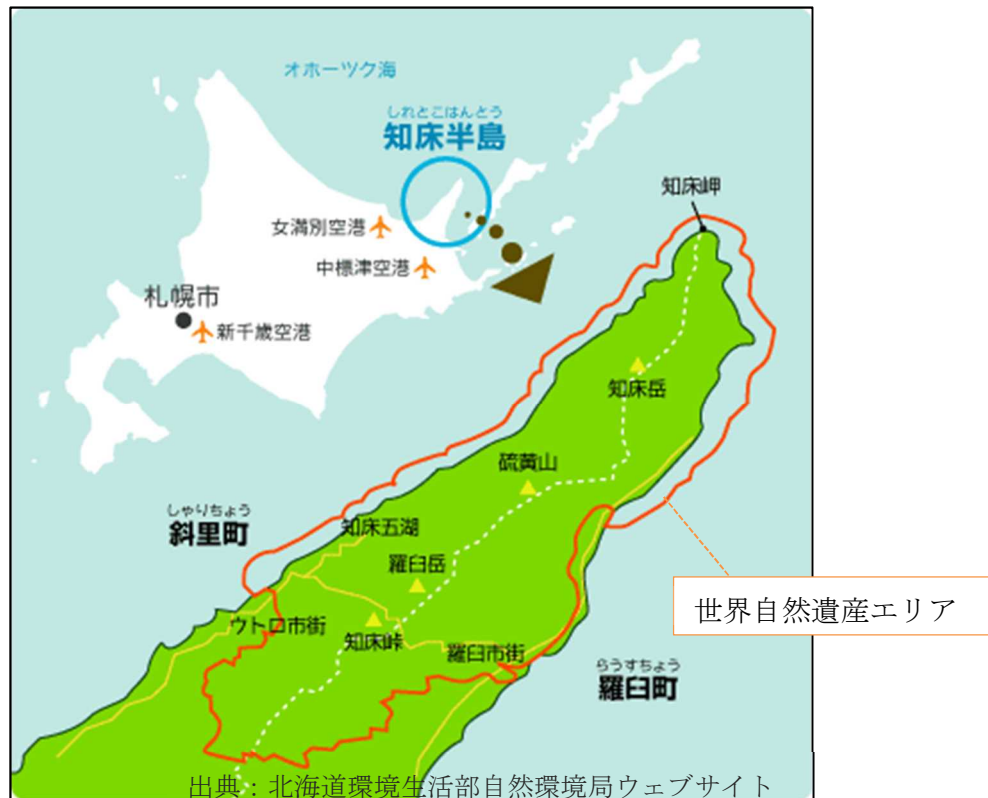 オホーツク海
しれとこはんとう
知床半島
知床岬
女満別空港
中標津空港
札幌市
新千歳空港
知床岳
硫黄山
しゃりちょう
斜里町
知床五湖
羅臼岳
世界自然遺産エリア
ウトロ市街
知床峠
羅臼市街
らうすちょう
羅臼町
出典：北海道環境生活部自然環境局ウェブサイト